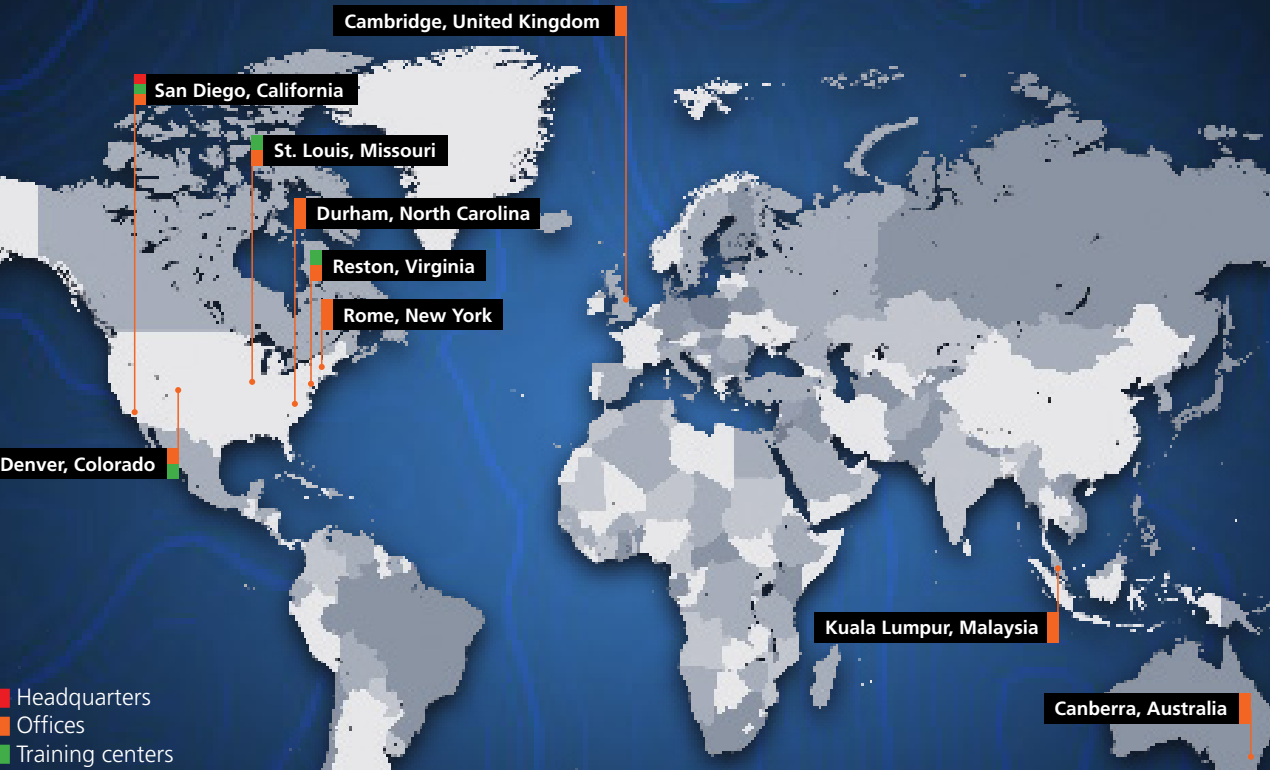 Cambridge, United Kingdom
San Diego, California
St. Louis, Missouri
Durham, North Carolina
Reston, Virginia
Rome, New York
Denver, Colorado
Kuala Lumpur, Malaysia
Canberra, Australia
Headquarters
Offices
Training centers